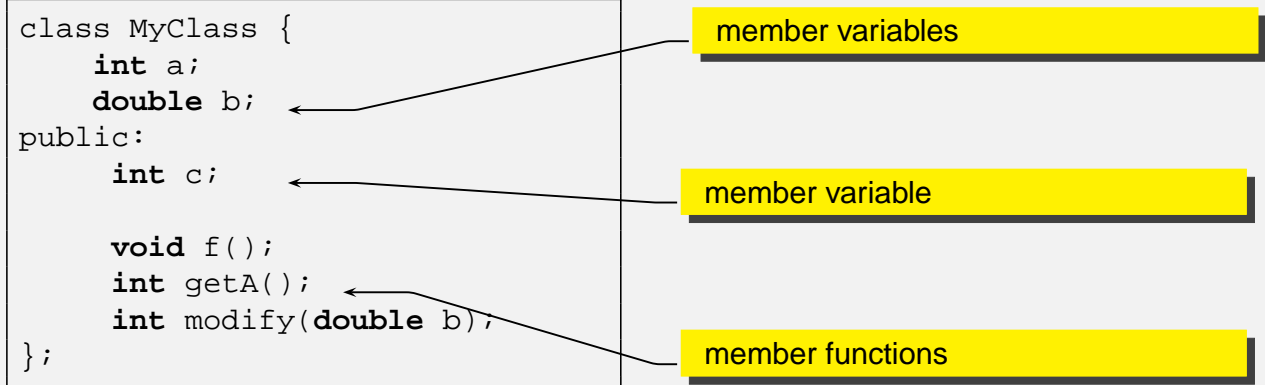 class MyClass {
    int a;
    double b;
public:
     int c;

     void f();
     int getA();
     int modify(double b);
};
member variables
member variable
member functions